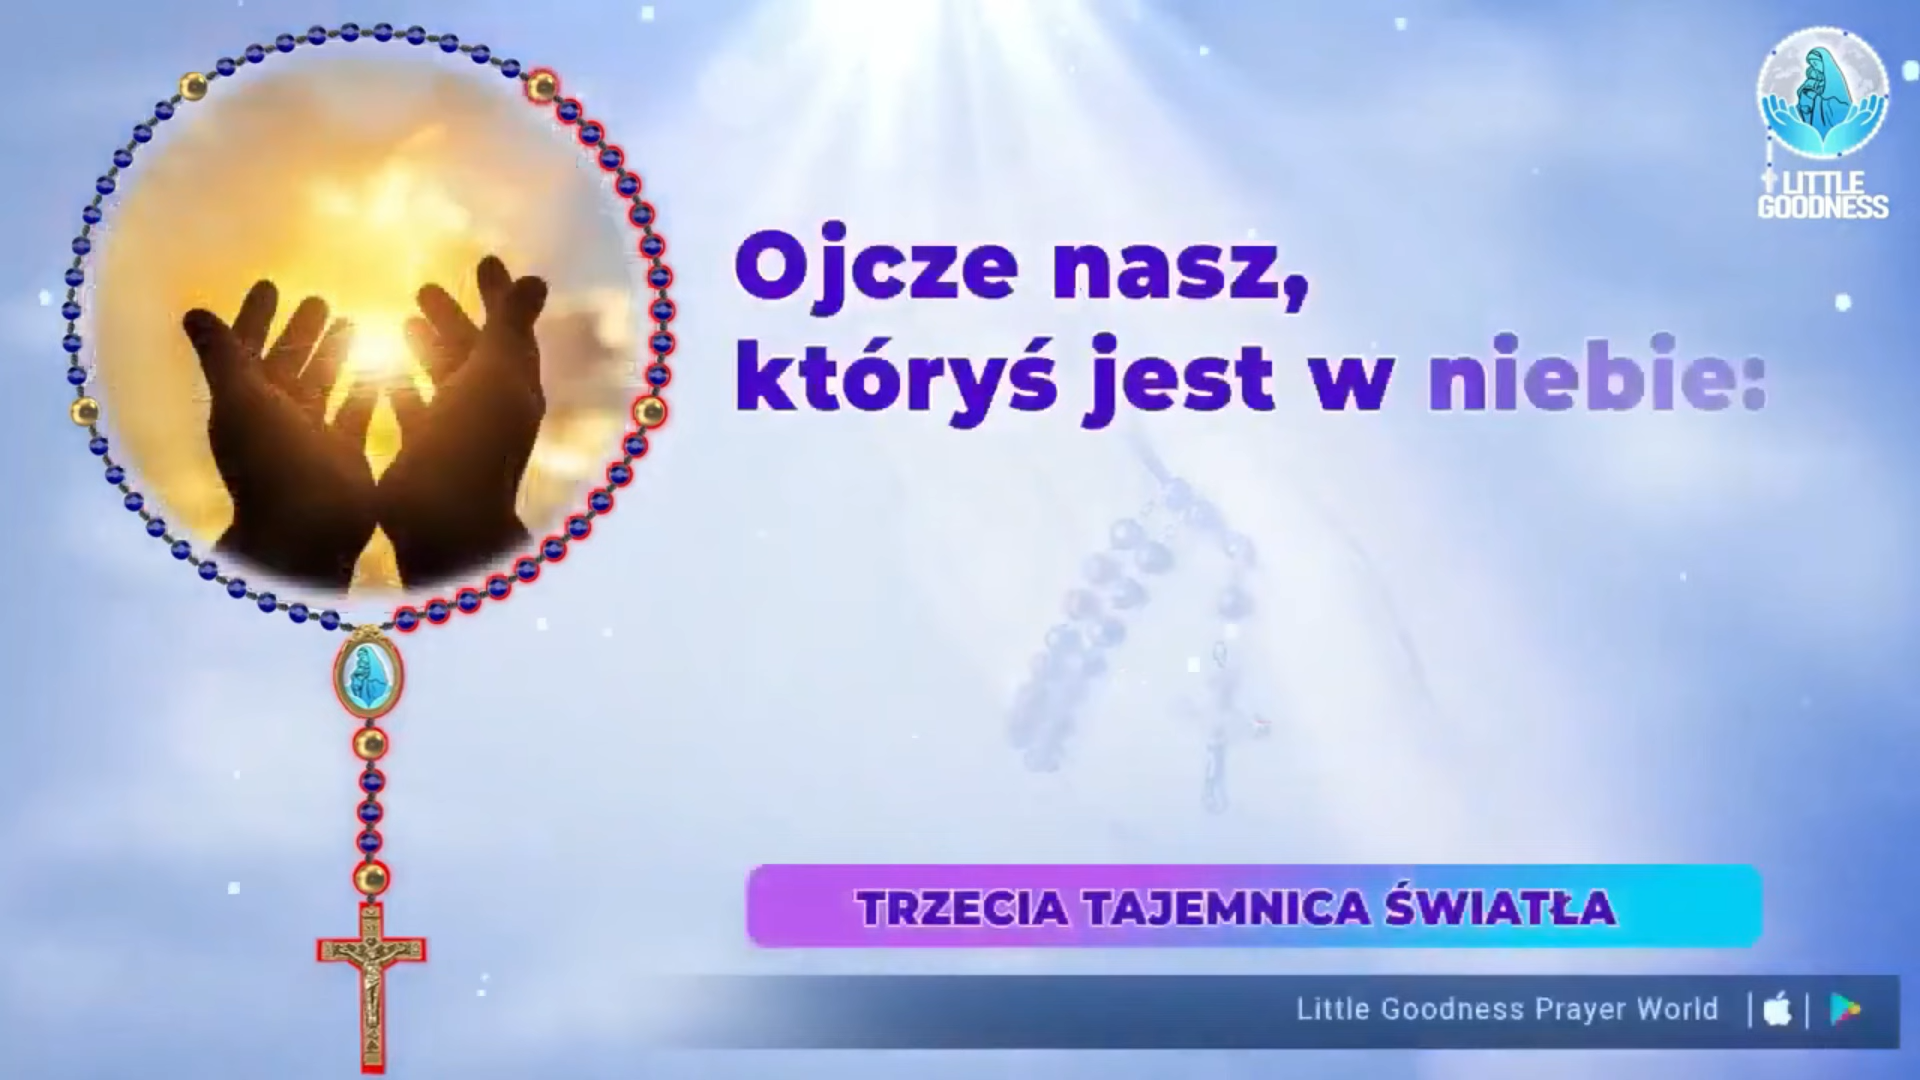 LITTLE
GOODNESS
Ojcze nasz,
któryś jest w niebie:
TRZECIA TAJEMNICA ŚWIATŁA
Little Goodness Prayer World